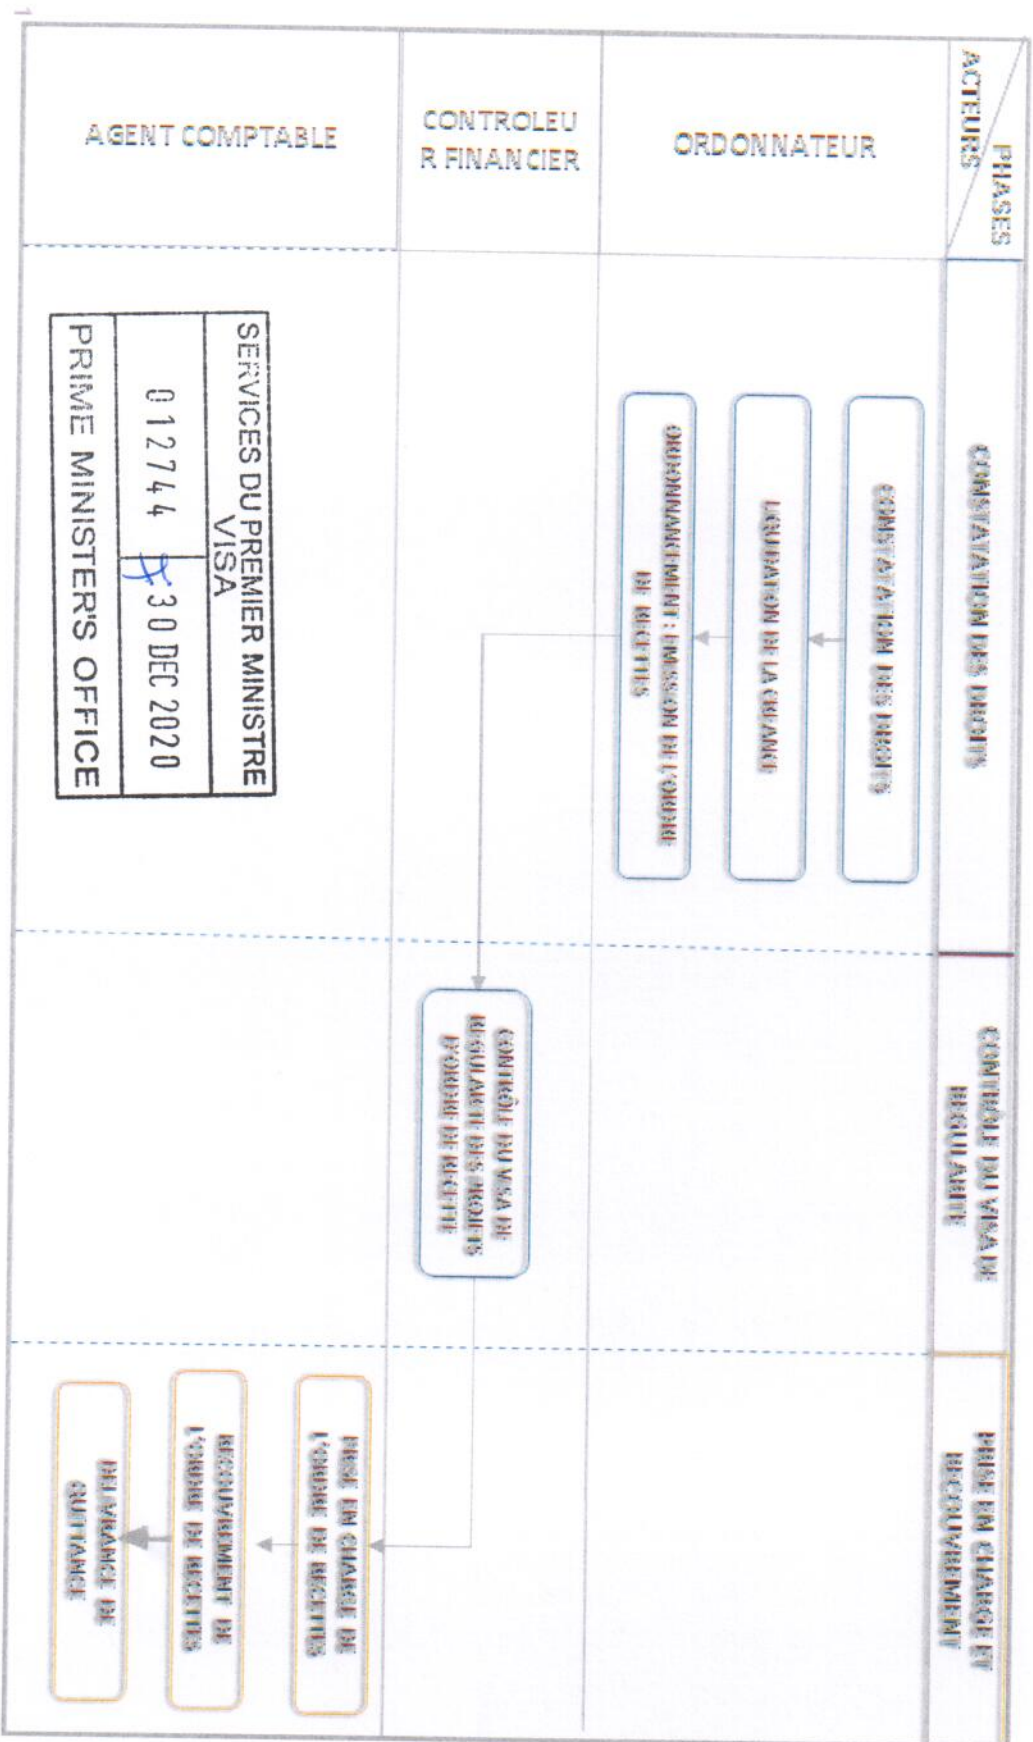 PHASES
ACTEURS
CONSTATATION DES DROITS
CONTRÔLE DU VISA DE
REGULARITE
PRISE EN CHARGE ET
RECOUVREMENT
ORDONNATEUR
CONSTATATION DES DROITS
LIQUIDATION DE LA CREANCE
ORDONNANCEMENT : EMISSION DE L'ORDRE
DE RECETTES
CONTROLEU
R FINANCIER
CONTRÔLE DU VISA DE
REGULARITE DES PROJETS
D'ORDRE DE RECETTE
AGENT COMPTABLE
PRISE EN CHARGE DE
L'ORDRE DE RECETTES
RECOUVREMENT DE
L'ORDRE DE RECETTES
DELIVRANCE DE
QUITTANCE
SERVICES DU PREMIER MINISTRE
VISA
012744
30 DEC 2020
PRIME MINISTER'S OFFICE